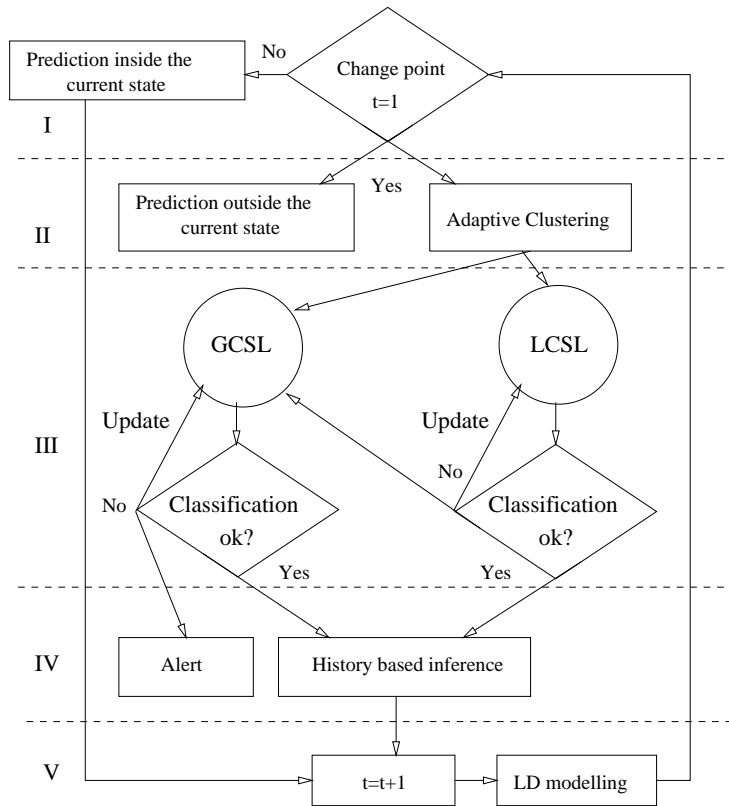 No
Prediction inside the
current state
Change point
t=1
I
Yes
Prediction outside the
current state
Adaptive Clustering
II
GCSL
LCSL
Update
Update
III
No
No
Classification
ok?
Classification
ok?
Yes
Yes
IV
Alert
History based inference
V
t=t+1
LD modelling